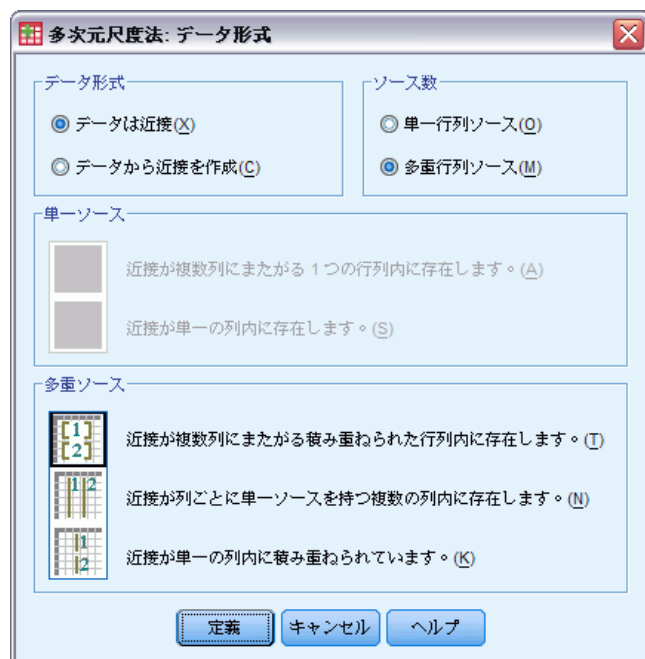 多次元尺度法: データ形式
データ形式
データは近接(X)
データから近接を作成(C)
ソース数
単一行列ソース(O)
多重行列ソース(M)
単一ソース
近接が複数列にまたがる 1 つの行列内に存在します。(A)
近接が単一の列内に存在します。(S)
多重ソース
[1]
[2]
近接が複数列にまたがる積み重ねられた行列内に存在します。(T)
1 2
近接が列ごとに単一ソースを持つ複数の列内に存在します。(N)
1
2
近接が単一の列内に積み重ねられています。(K)
定義
キャンセル
ヘルプ